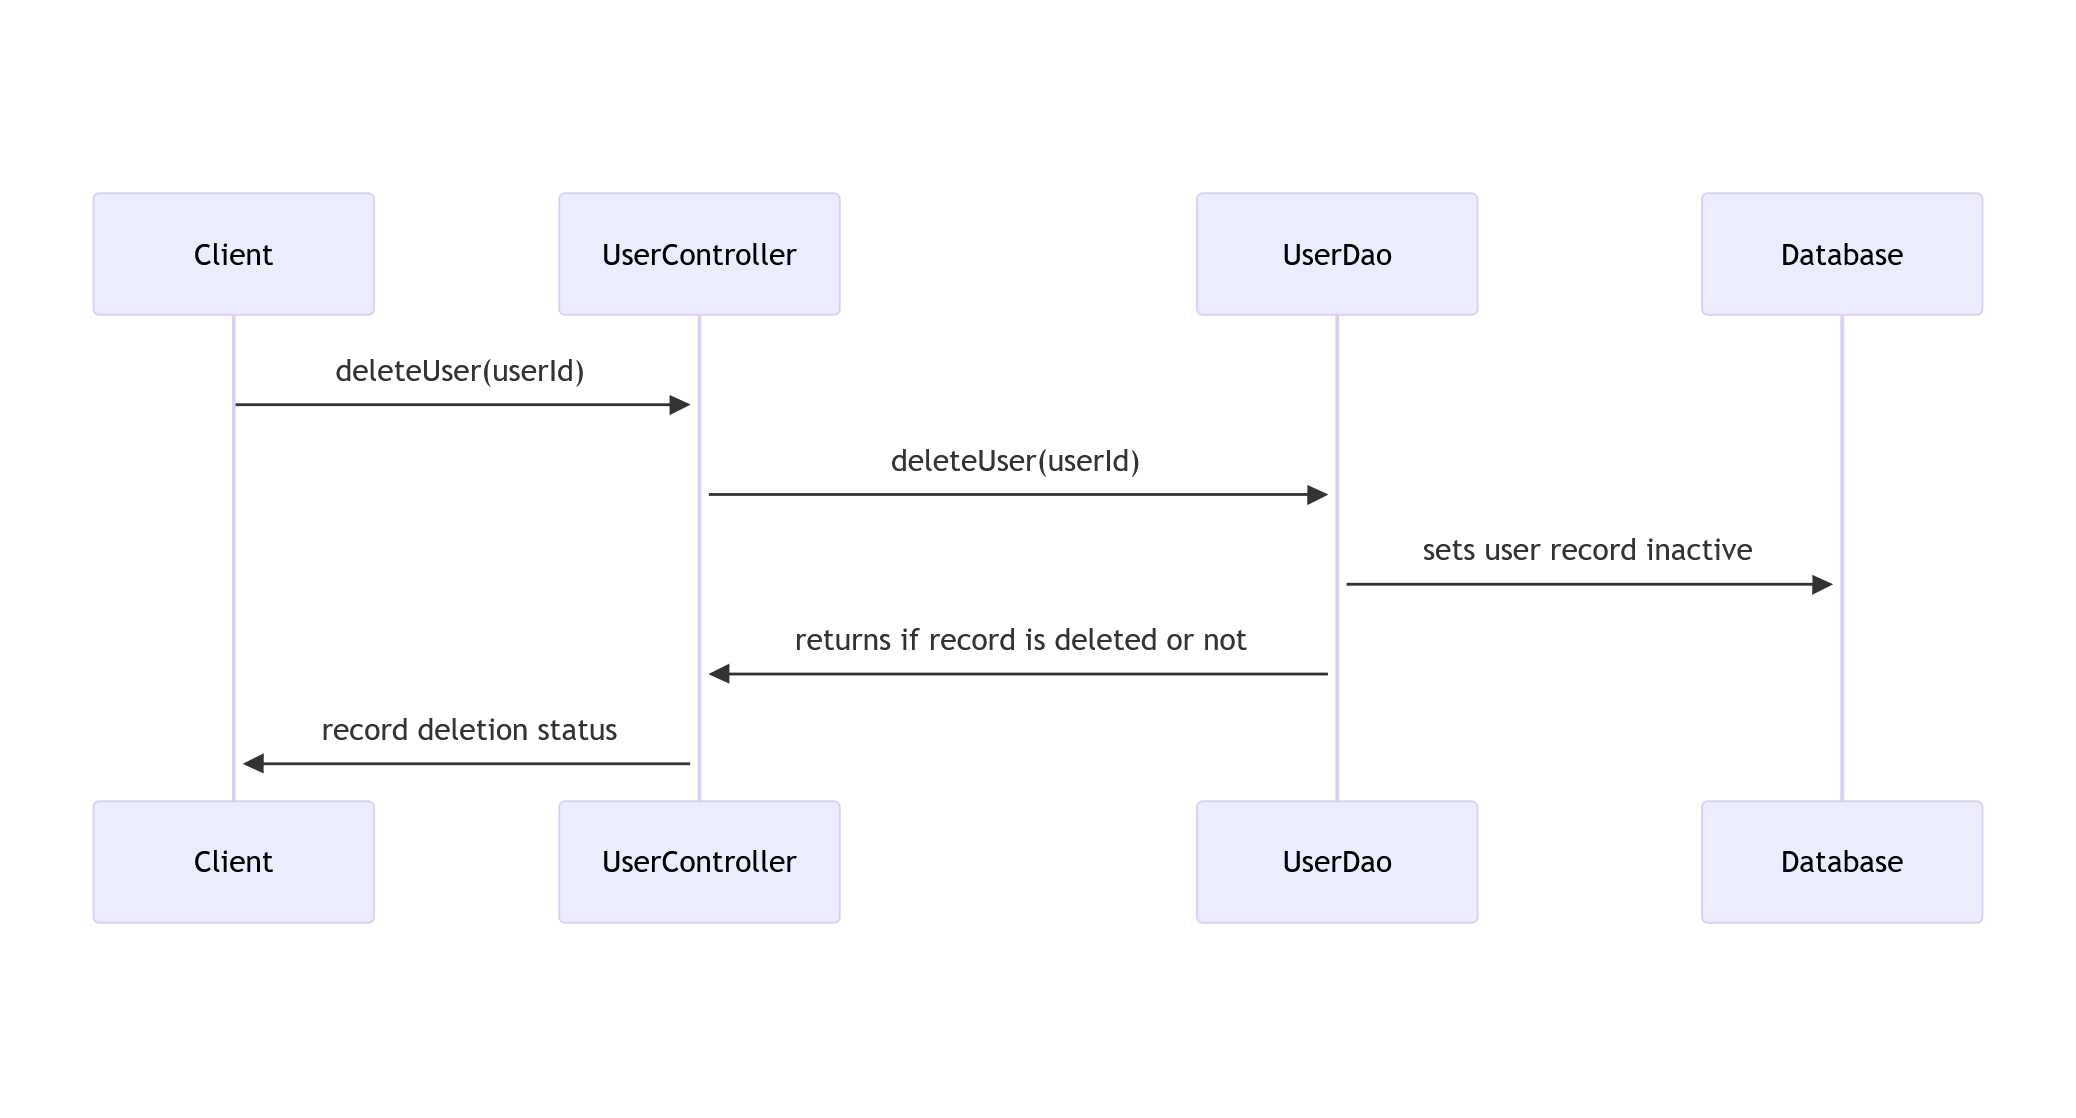 Client
UserController
UserDao
Database
deleteUser(userId)
deleteUser(userId)
sets user record inactive
returns if record is deleted or not
record deletion status
Client
UserController
UserDao
Database